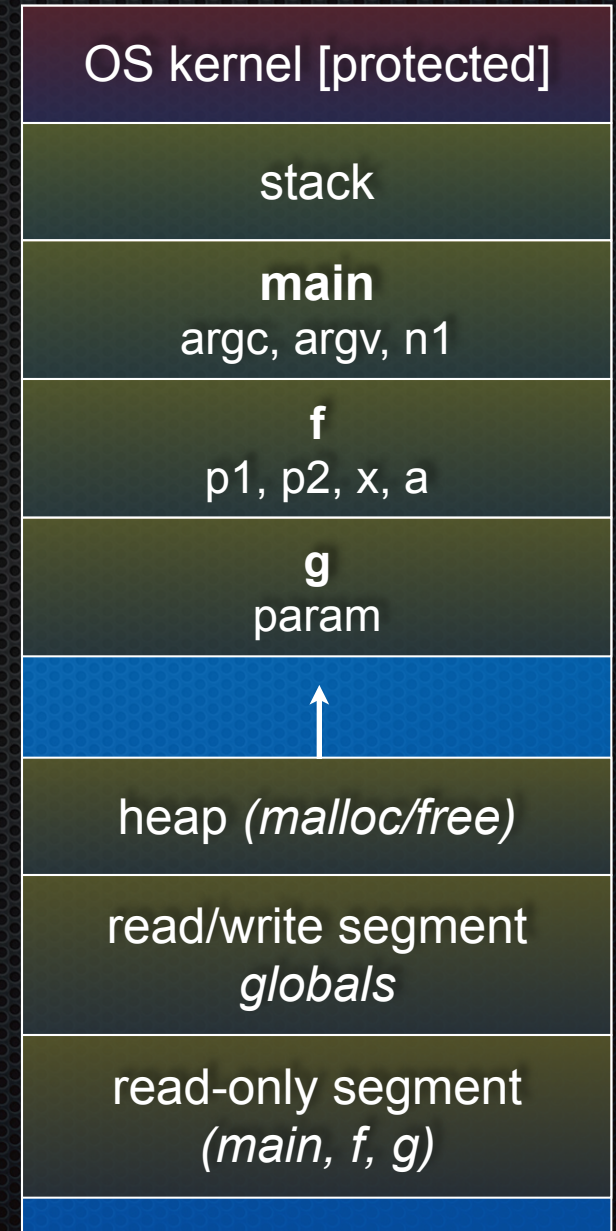 OS kernel [protected]
stack
main
argc, argv, n1
f
p1, p2, x, a
g
param
heap (malloc/free)
read/write segment
globals
read-only segment
(main, f, g)